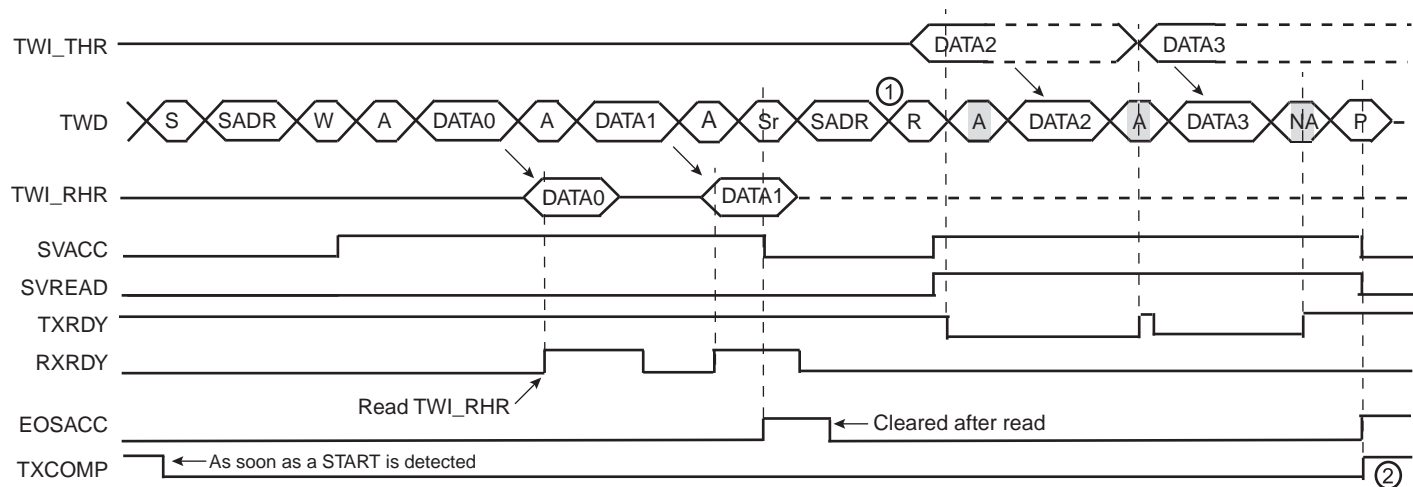 TWI_THR DATA2 DATA3
1
TWD S SADR W A DATA0 A DATA1 A Sr SADR R A DATA2 A DATA3 NA P
TWI_RHR DATA0 DATA1
SVACC
SVREAD
TXRDY
RXRDY
Read TWI_RHR
EOSACC Cleared after read
TXCOMP As soon as a START is detected 2